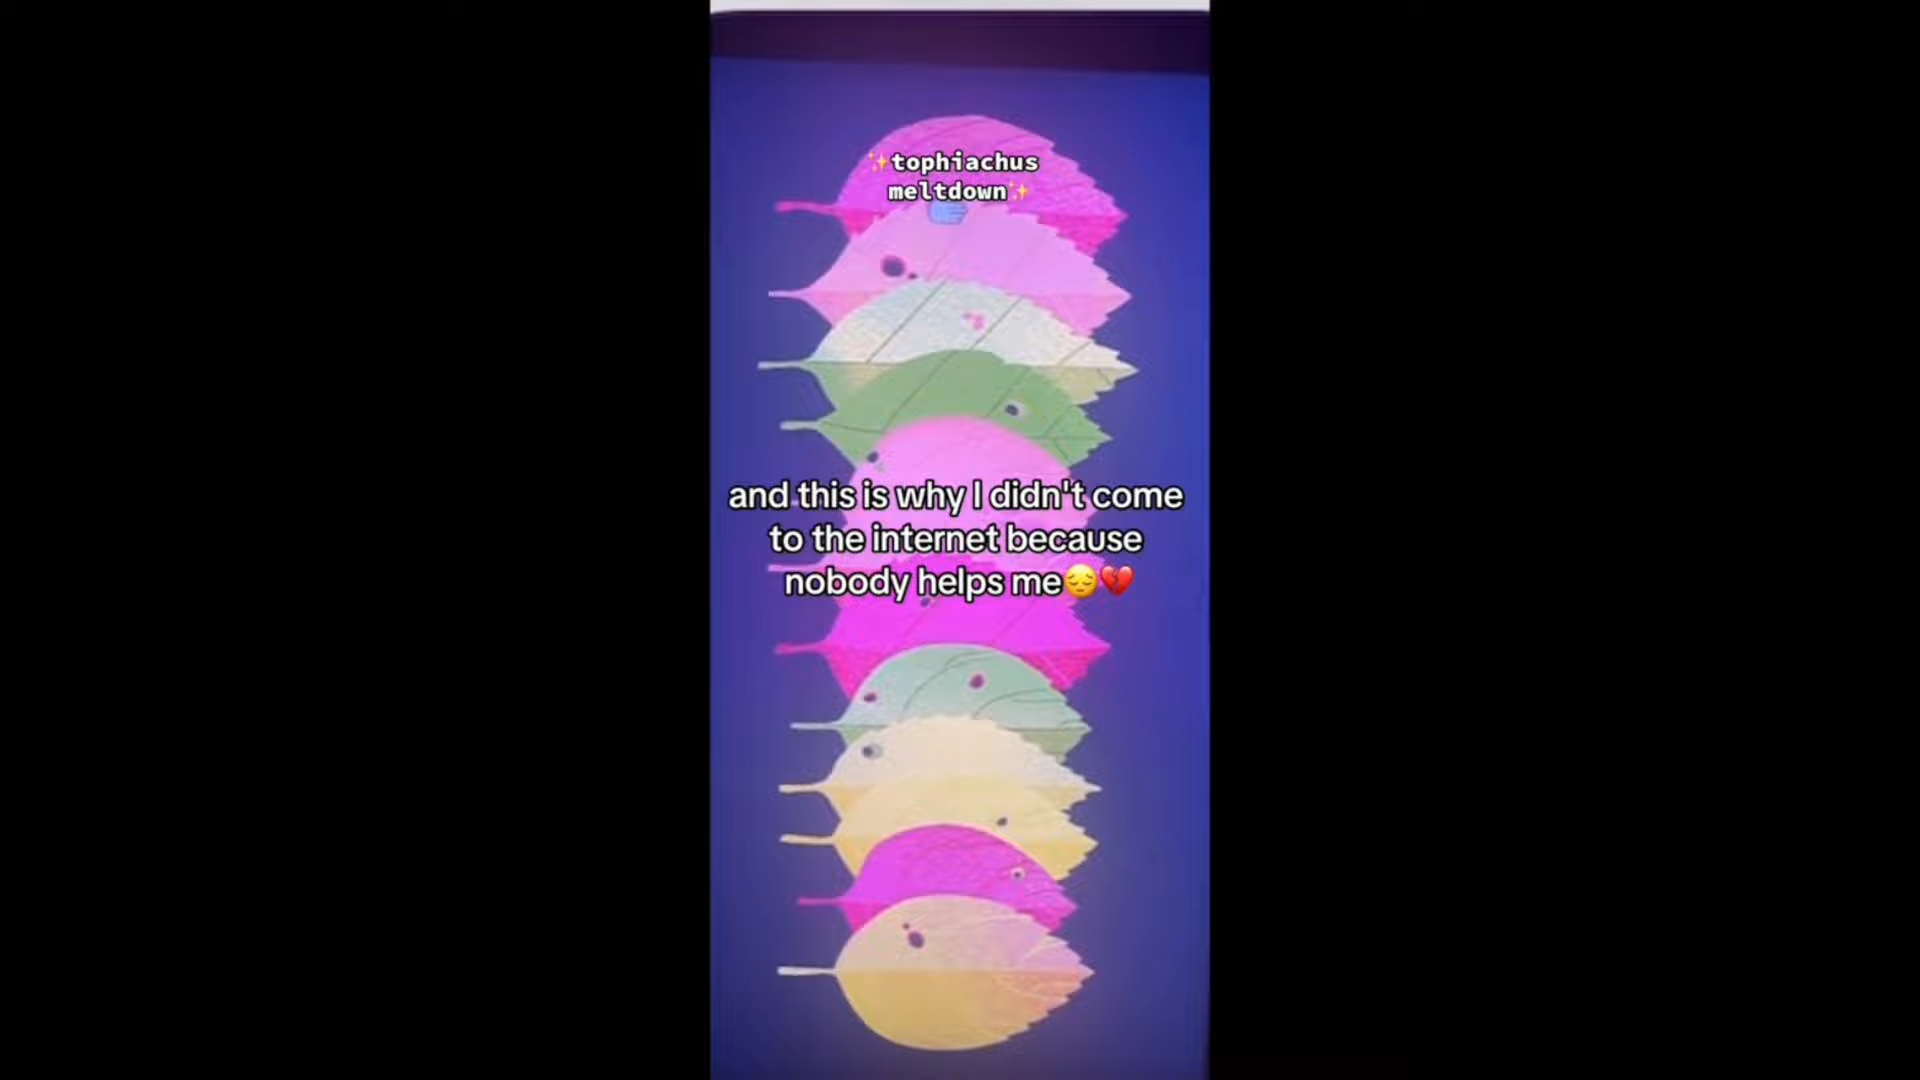 ✨tophiachus
meltdown✨
and this is why I didn't come
to the internet because
nobody helps me😔💔